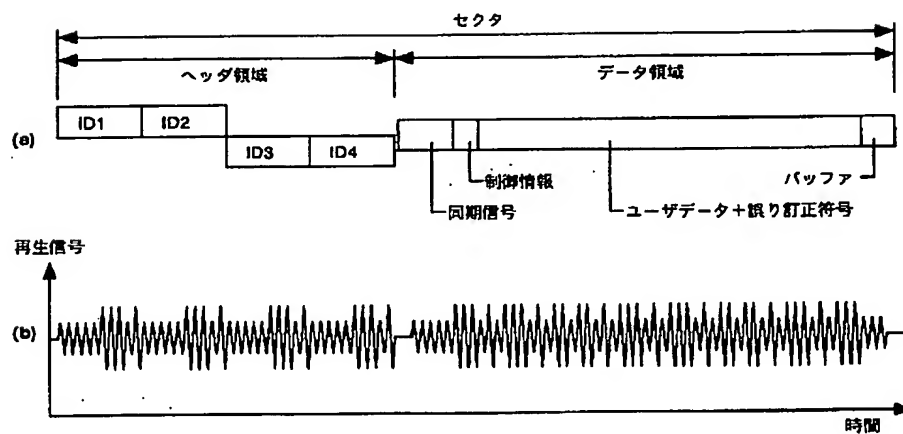 セクタ
ヘッダ領域
データ領域
(a)
ID1
ID2
ID3
ID4
制御情報
バッファ
同期信号
ユーザデータ+誤り訂正符号
再生信号
(b)
時間